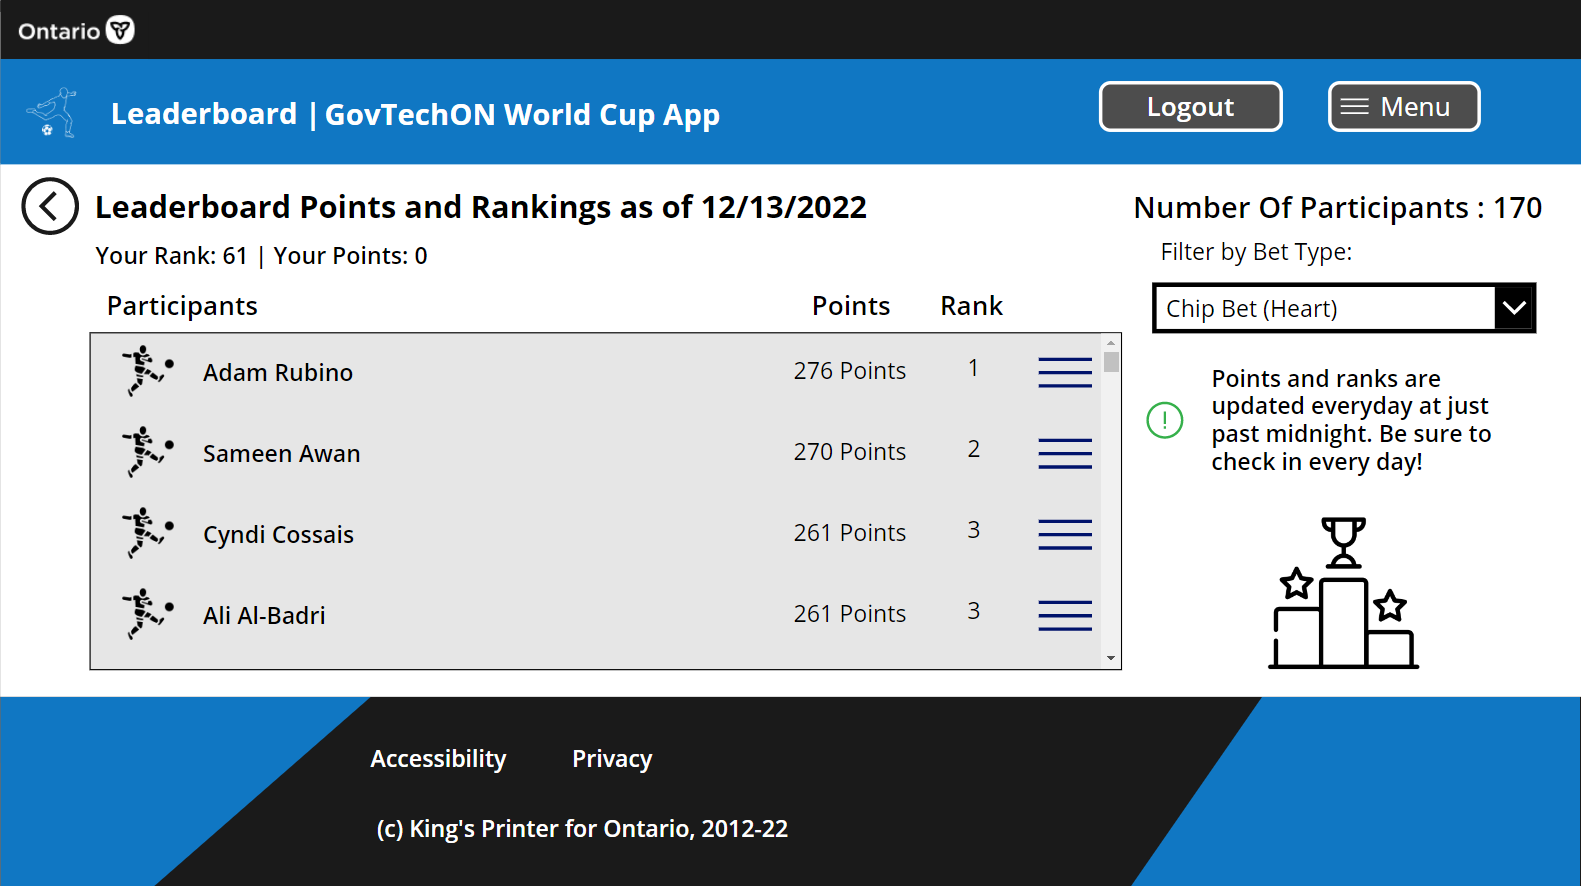 Ontario
Leaderboard | GovTechON World Cup App
Logout
Menu
Leaderboard Points and Rankings as of 12/13/2022
Your Rank: 61 | Your Points: 0
Number Of Participants : 170
Filter by Bet Type:
Chip Bet (Heart)
Participants Points Rank
Adam Rubino 276 Points 1
Sameen Awan 270 Points 2
Cyndi Cossais 261 Points 3
Ali Al-Badri 261 Points 3
Points and ranks are
updated everyday at just
past midnight. Be sure to
check in every day!
Accessibility Privacy
(c) King's Printer for Ontario, 2012-22